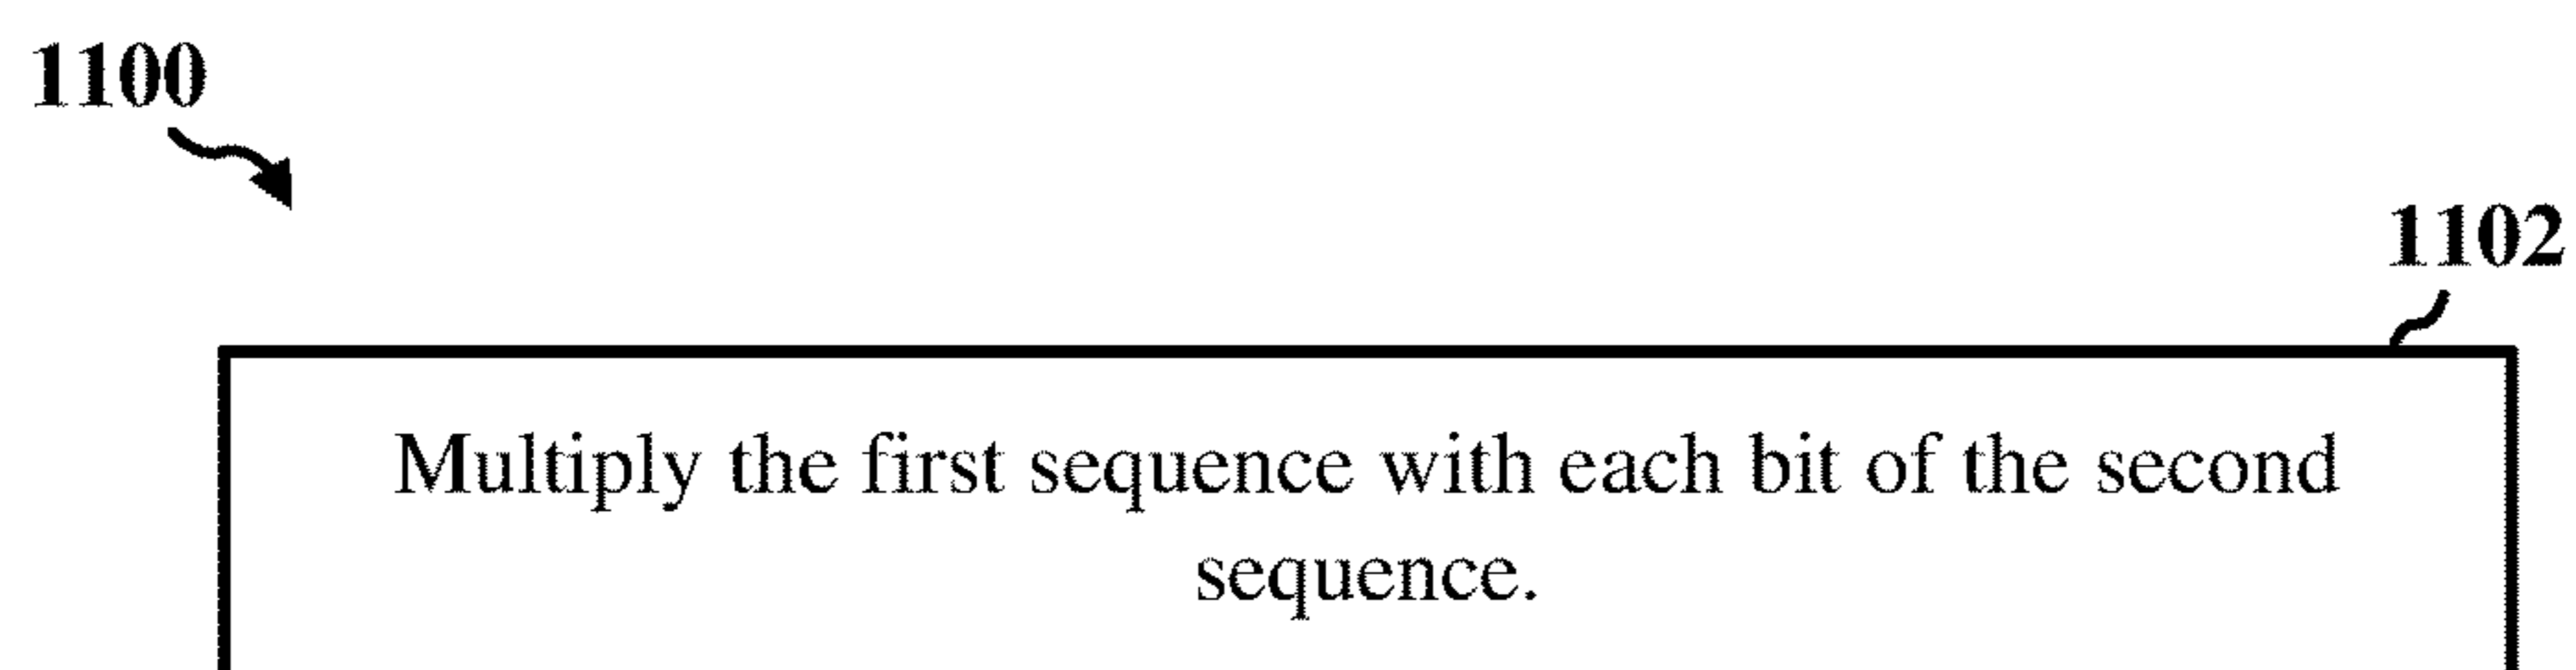 1100
1102
Multiply the first sequence with each bit of the second
sequence.